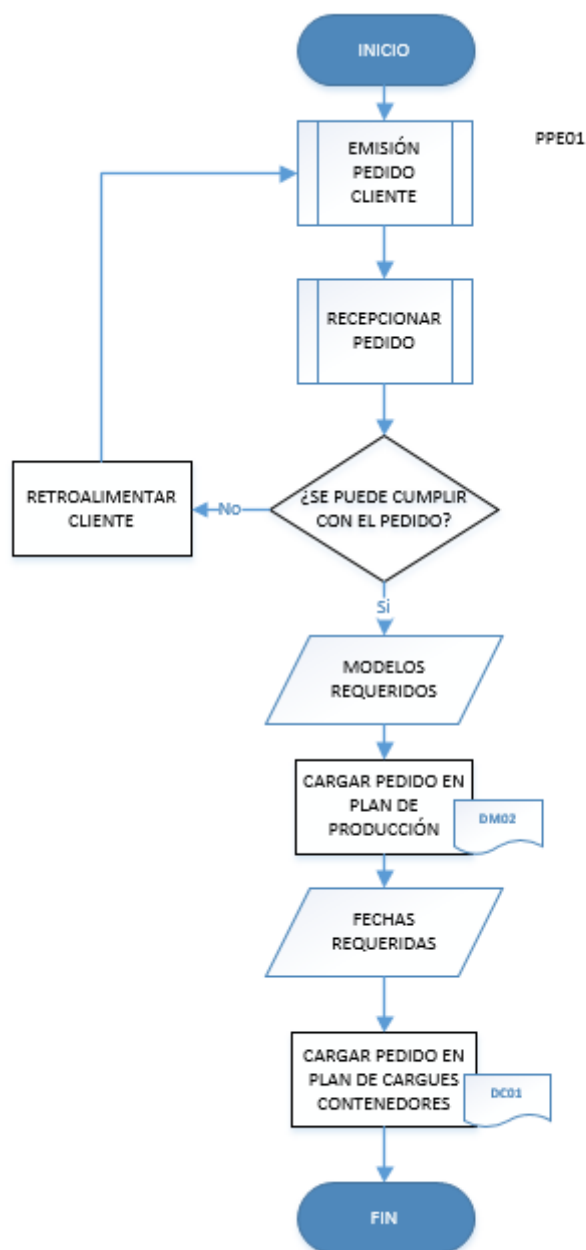 INICIO
EMISIÓN
PEDIDO
CLIENTE
PPE01
RECEPCIONAR
PEDIDO
¿SE PUEDE CUMPLIR
CON EL PEDIDO?
No
RETROALIMENTAR
CLIENTE
Si
MODELOS
REQUERIDOS
CARGAR PEDIDO EN
PLAN DE
PRODUCCIÓN
DM02
FECHAS
REQUERIDAS
CARGAR PEDIDO EN
PLAN DE CARGUES
CONTENEDORES
DC01
FIN